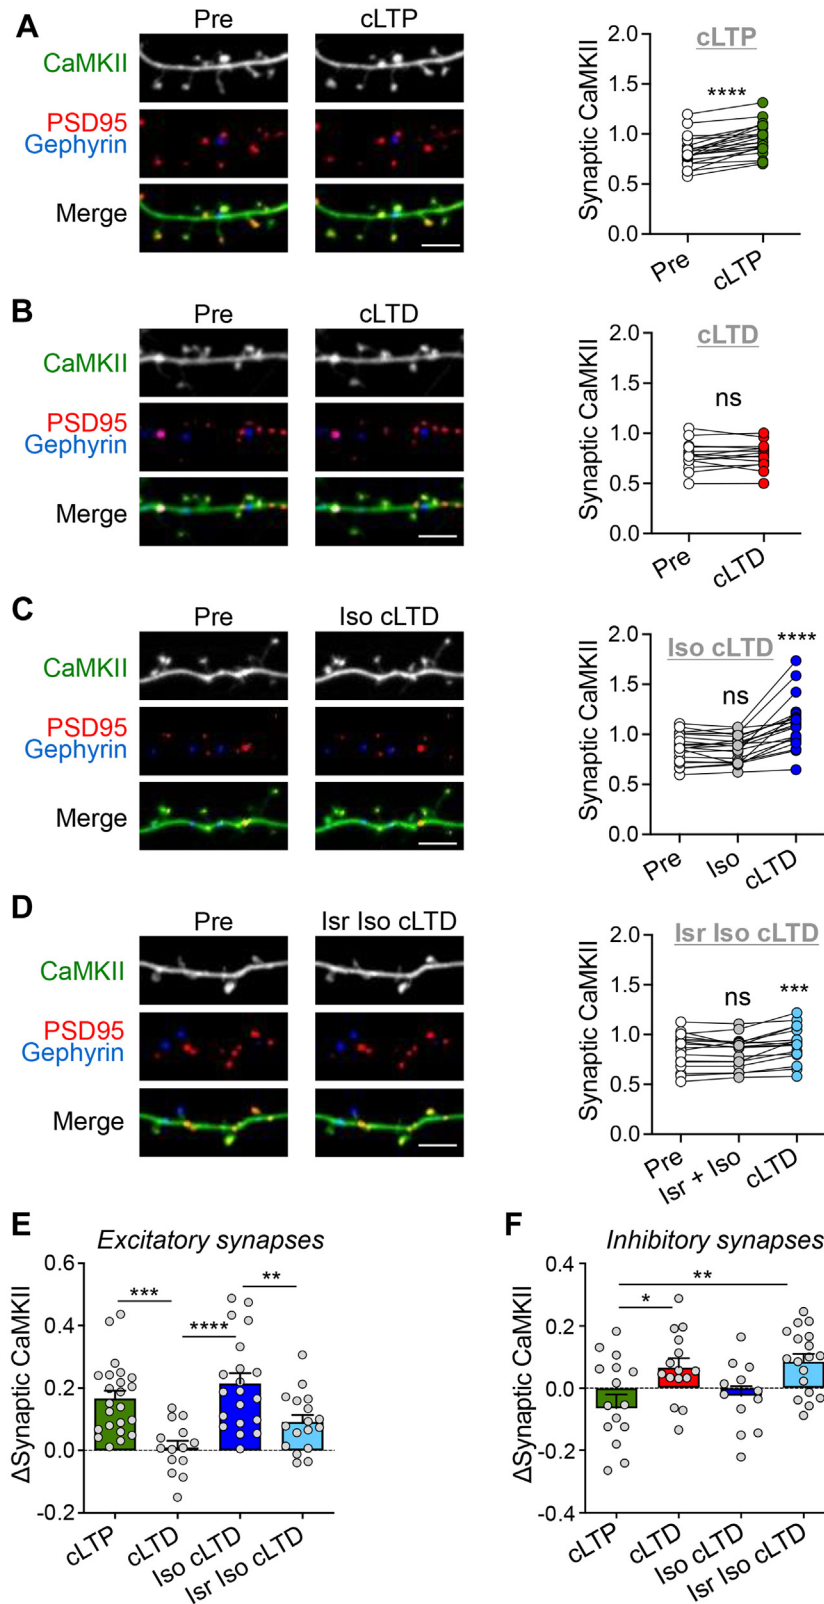 A
Pre
cLTP
CaMKII
PSD95
Gephyrin
Merge
Synaptic CaMKII
2.0
1.5
1.0
0.5
0.0
cLTP
****
Pre
cLTP
B
Pre
cLTD
CaMKII
PSD95
Gephyrin
Merge
Synaptic CaMKII
2.0
1.5
1.0
0.5
0.0
cLTD
ns
Pre
cLTD
C
Pre
Iso cLTD
CaMKII
PSD95
Gephyrin
Merge
Synaptic CaMKII
2.0
1.5
1.0
0.5
0.0
Iso cLTD
****
ns
Pre
Iso
cLTD
D
Pre
Isr Iso cLTD
CaMKII
PSD95
Gephyrin
Merge
Synaptic CaMKII
2.0
1.5
1.0
0.5
0.0
Isr Iso cLTD
***
ns
Pre
Isr + Iso
cLTD
E
Excitatory synapses
ΔSynaptic CaMKII
0.6
0.4
0.2
0.0
-0.2
***
****
**
cLTP
cLTD
Iso cLTD
Isr Iso cLTD
F
Inhibitory synapses
ΔSynaptic CaMKII
0.4
0.2
0.0
-0.2
-0.4
*
**
cLTP
cLTD
Iso cLTD
Isr Iso cLTD